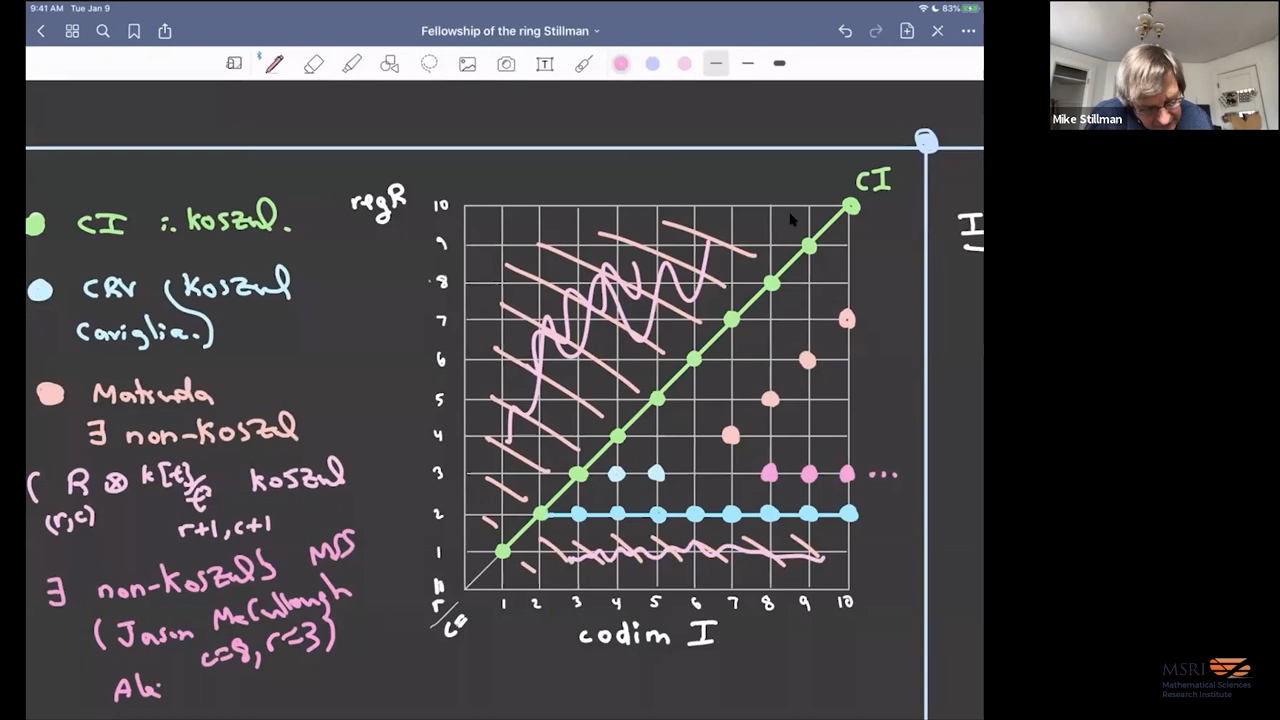 9:41 AM Tue Jan 9
83%
Fellowship of the ring Stillman
Mike Stillman
CI
regR
10
9
8
7
6
5
4
3
2
1
r
c
1 2 3 4 5 6 7 8 9 10
codim I
CI ∴ Koszul.
CRV (Koszul
Caviglia.)
Matsuda
∃ non-Koszul
( R ⊗ k[t]/t² Koszul
(r,c)
r+1, c+1
∃ non-Koszul} MS
(Jason McCullough
c=8, r=3)
I
...
MSRI
Mathematical Sciences
Research Institute